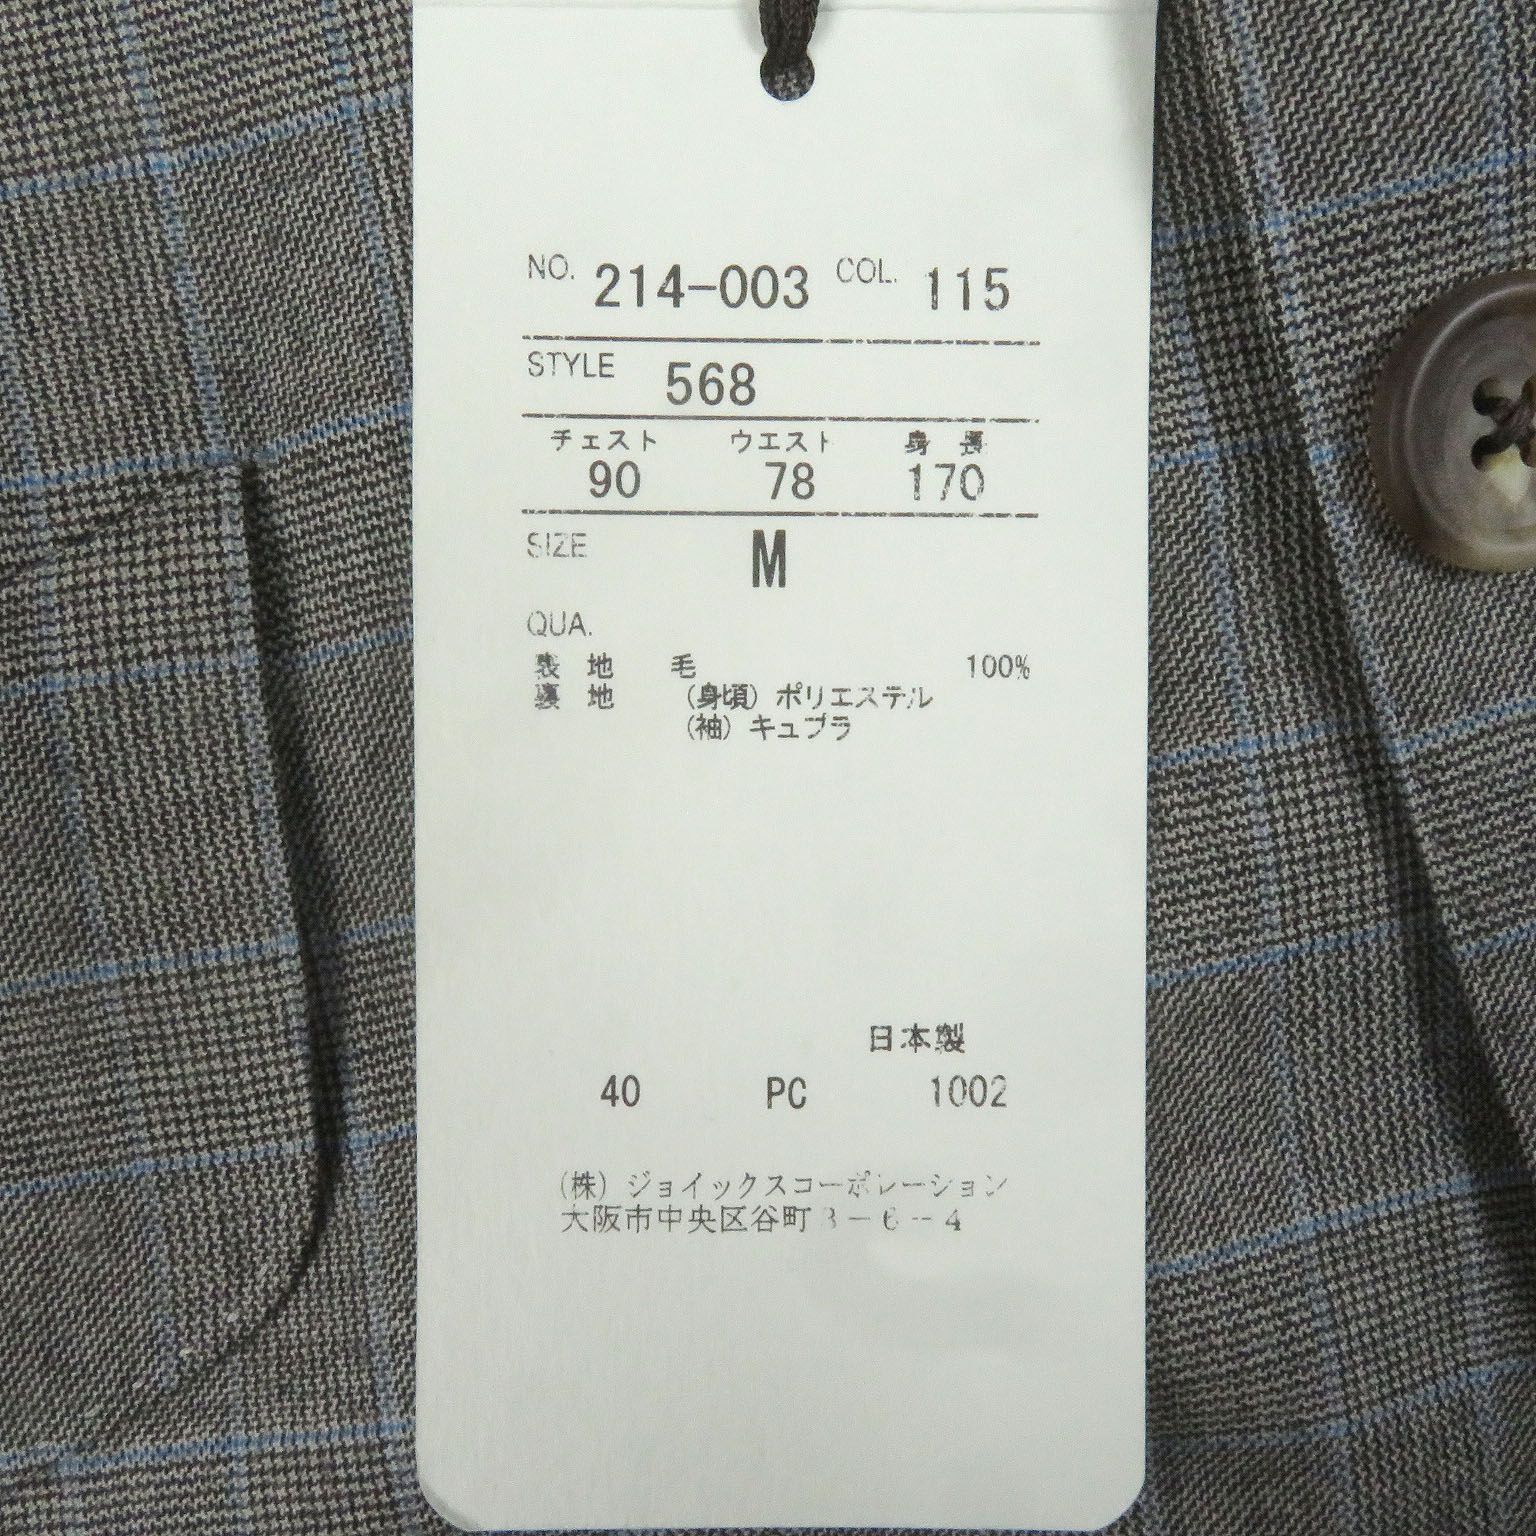 NO. 214-003 COL. 115
STYLE 568
チェスト ウエスト 身長
90 78 170
SIZE M
QUA.
表地 毛 100%
裏地 (身頃) ポリエステル
(袖) キュプラ
日本製
40 PC 1002
(株) ジョイックスコーポレーション
大阪市中央区谷町3-6-4